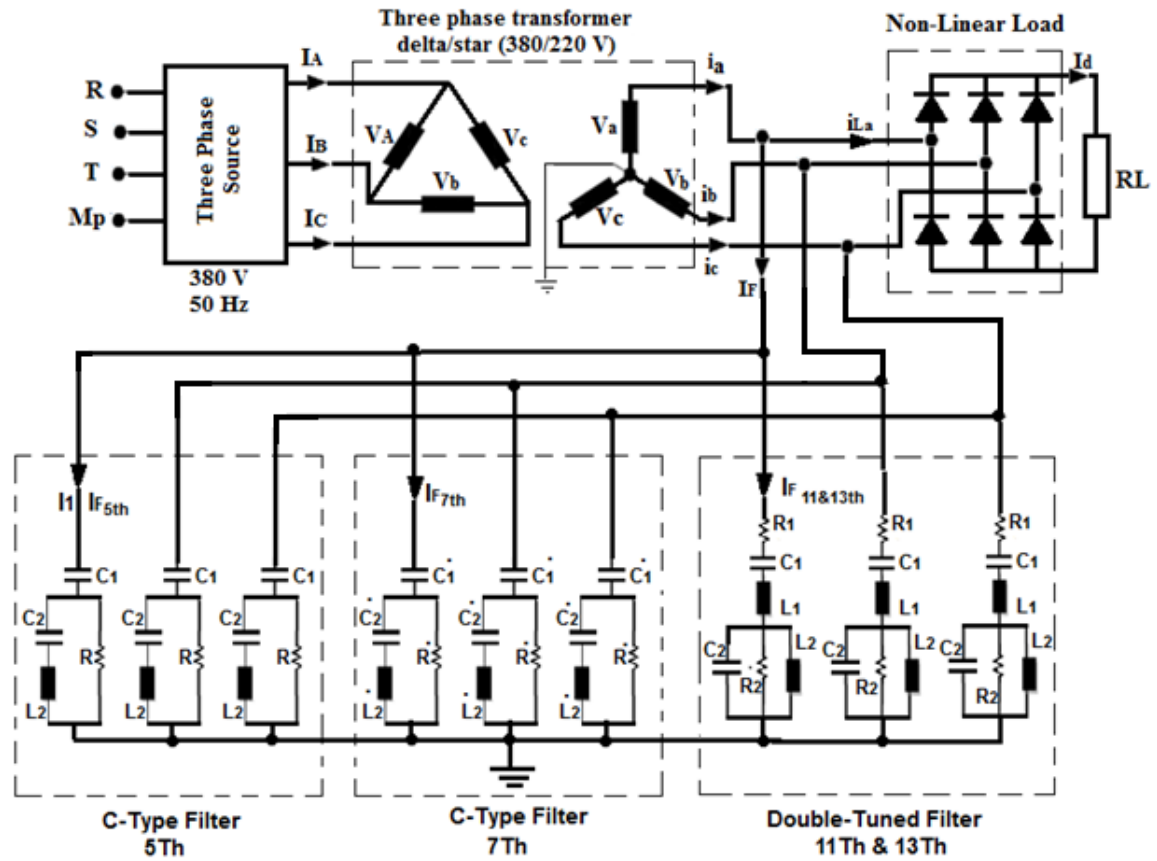 Three phase transformer
delta/star (380/220 V)
Non-Linear Load
R
S
T
Mp
Three Phase
Source
380 V
50 Hz
IA
IB
IC
VA
Vc
Vb
Va
Vb
Vc
ia
ib
ic
iLa
Id
RL
IF
I1 IF5th
IF7th
IF 11&13th
C1 C1 C1
C2 C2 C2
R R R
L2 L2 L2
C1 C1 C1
C2 C2 C2
R R R
L2 L2 L2
R1 R1 R1
C1 C1 C1
L1 L1 L1
C2 C2 C2
L2 L2 L2
R2 R2 R2
C-Type Filter
5Th
C-Type Filter
7Th
Double-Tuned Filter
11Th & 13Th